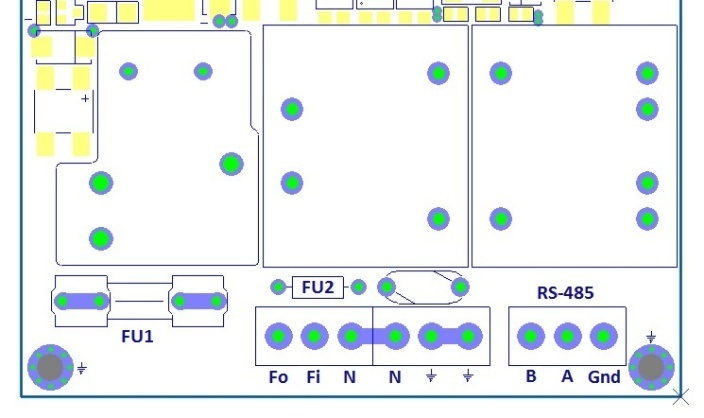 +
FU2
RS-485
FU1
Fo Fi N N B A Gnd